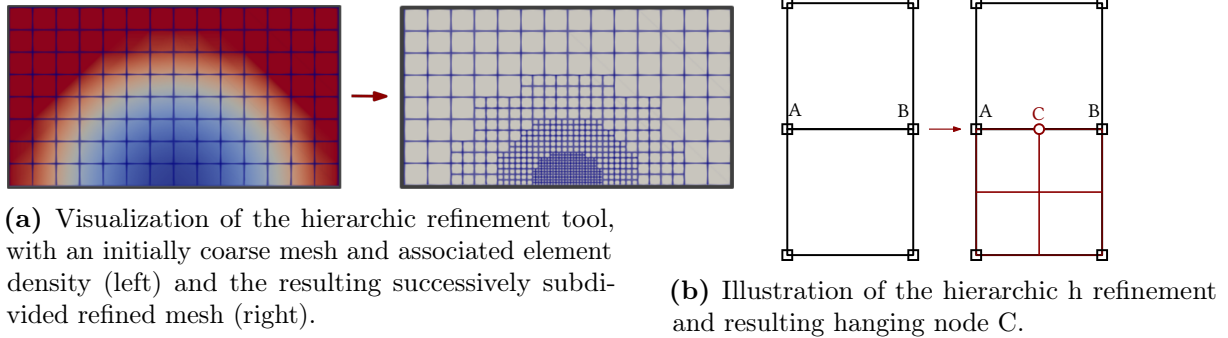 A
B
A
C
B
(a) Visualization of the hierarchic refinement tool,
with an initially coarse mesh and associated element
density (left) and the resulting successively subdi-
vided refined mesh (right).
(b) Illustration of the hierarchic h refinement
and resulting hanging node C.